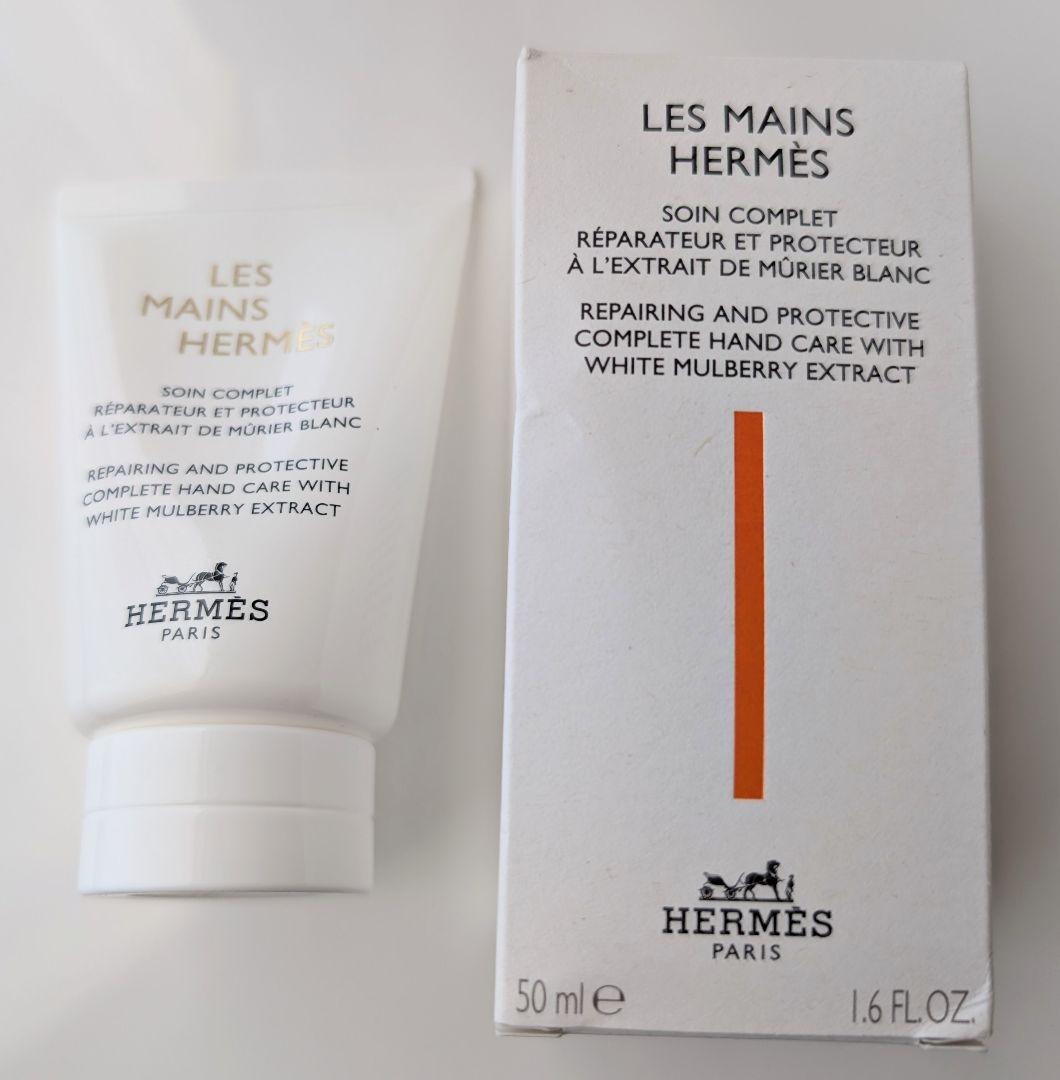 LES
MAINS
HERMÈS
SOIN COMPLET
RÉPARATEUR ET PROTECTEUR
À L'EXTRAIT DE MÛRIER BLANC
REPAIRING AND PROTECTIVE
COMPLETE HAND CARE WITH
WHITE MULBERRY EXTRACT
HERMÈS
PARIS
LES MAINS
HERMÈS
SOIN COMPLET
RÉPARATEUR ET PROTECTEUR
À L'EXTRAIT DE MÛRIER BLANC
REPAIRING AND PROTECTIVE
COMPLETE HAND CARE WITH
WHITE MULBERRY EXTRACT
HERMÈS
PARIS
50 ml ℮ 1.6 FL.OZ.